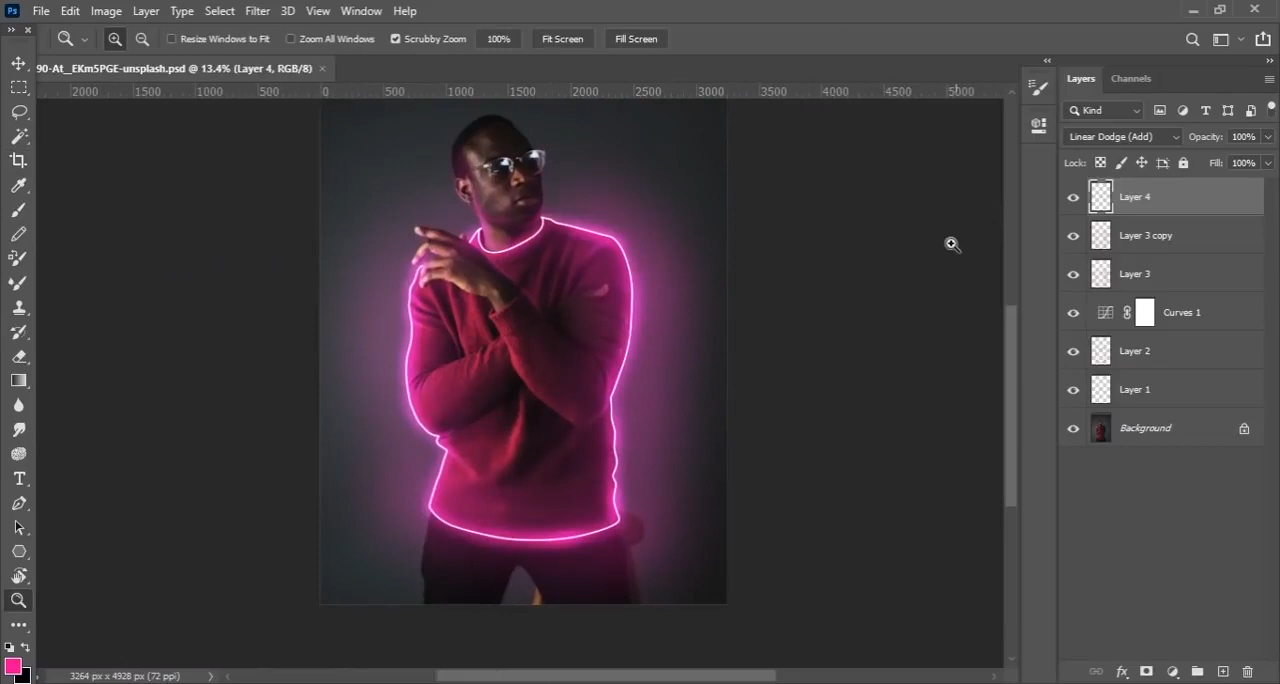 Ps File Edit Image Layer Type Select Filter 3D View Window Help
Resize Windows to Fit Zoom All Windows Scrubby Zoom 100% Fit Screen Fill Screen
90-At__EKm5PGE-unsplash.psd @ 13.4% (Layer 4, RGB/8) ×
2000 1500 1000 500 0 500 1000 1500 2000 2500 3000 3500 4000 4500 5000
Layers Channels
Kind
Linear Dodge (Add) Opacity: 100%
Lock: Fill: 100%
Layer 4
Layer 3 copy
Layer 3
Curves 1
Layer 2
Layer 1
Background
3264 px x 4928 px (72 ppi)